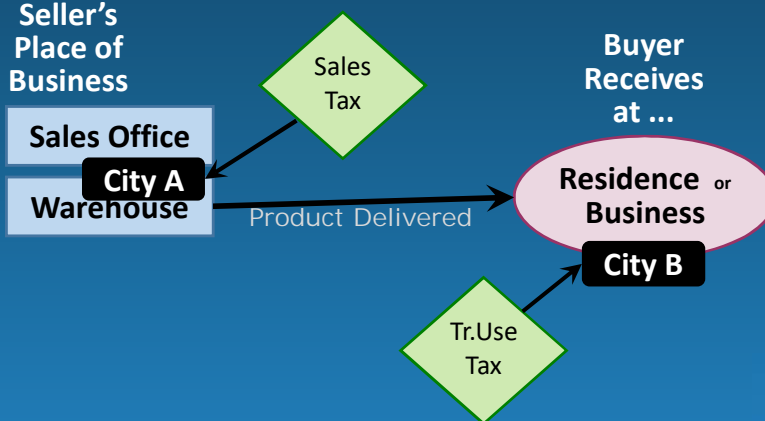 Seller’s
Place of
Business
Sales Office
City A
Warehouse
Sales
Tax
Product Delivered
Buyer
Receives
at ...
Residence or
Business
City B
Tr.Use
Tax